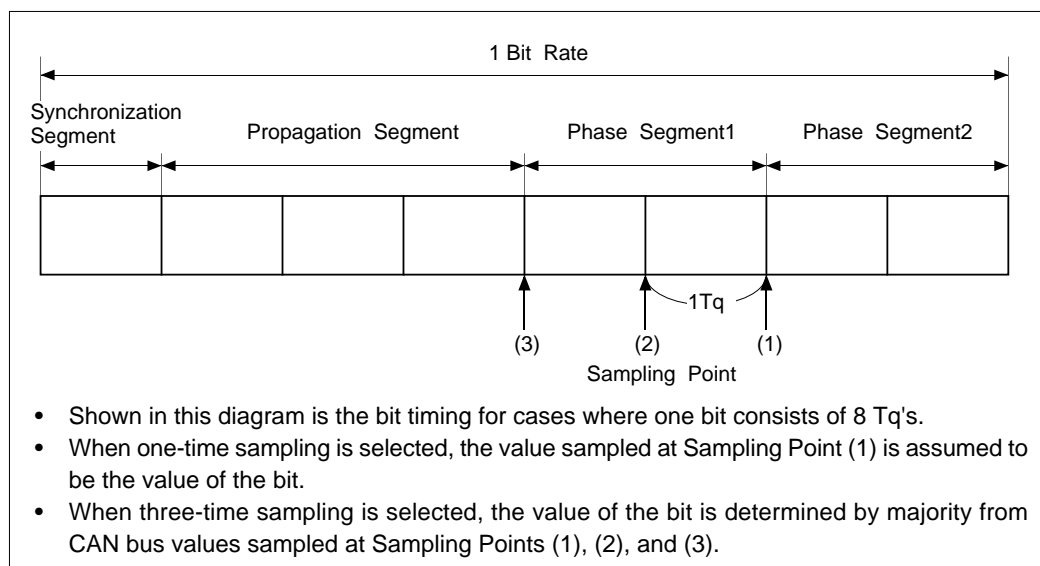 1 Bit Rate
Synchronization
Segment
Propagation Segment
Phase Segment1
Phase Segment2
1Tq
(3)
(2)
(1)
Sampling Point
• Shown in this diagram is the bit timing for cases where one bit consists of 8 Tq's.
• When one-time sampling is selected, the value sampled at Sampling Point (1) is assumed to
be the value of the bit.
• When three-time sampling is selected, the value of the bit is determined by majority from
CAN bus values sampled at Sampling Points (1), (2), and (3).